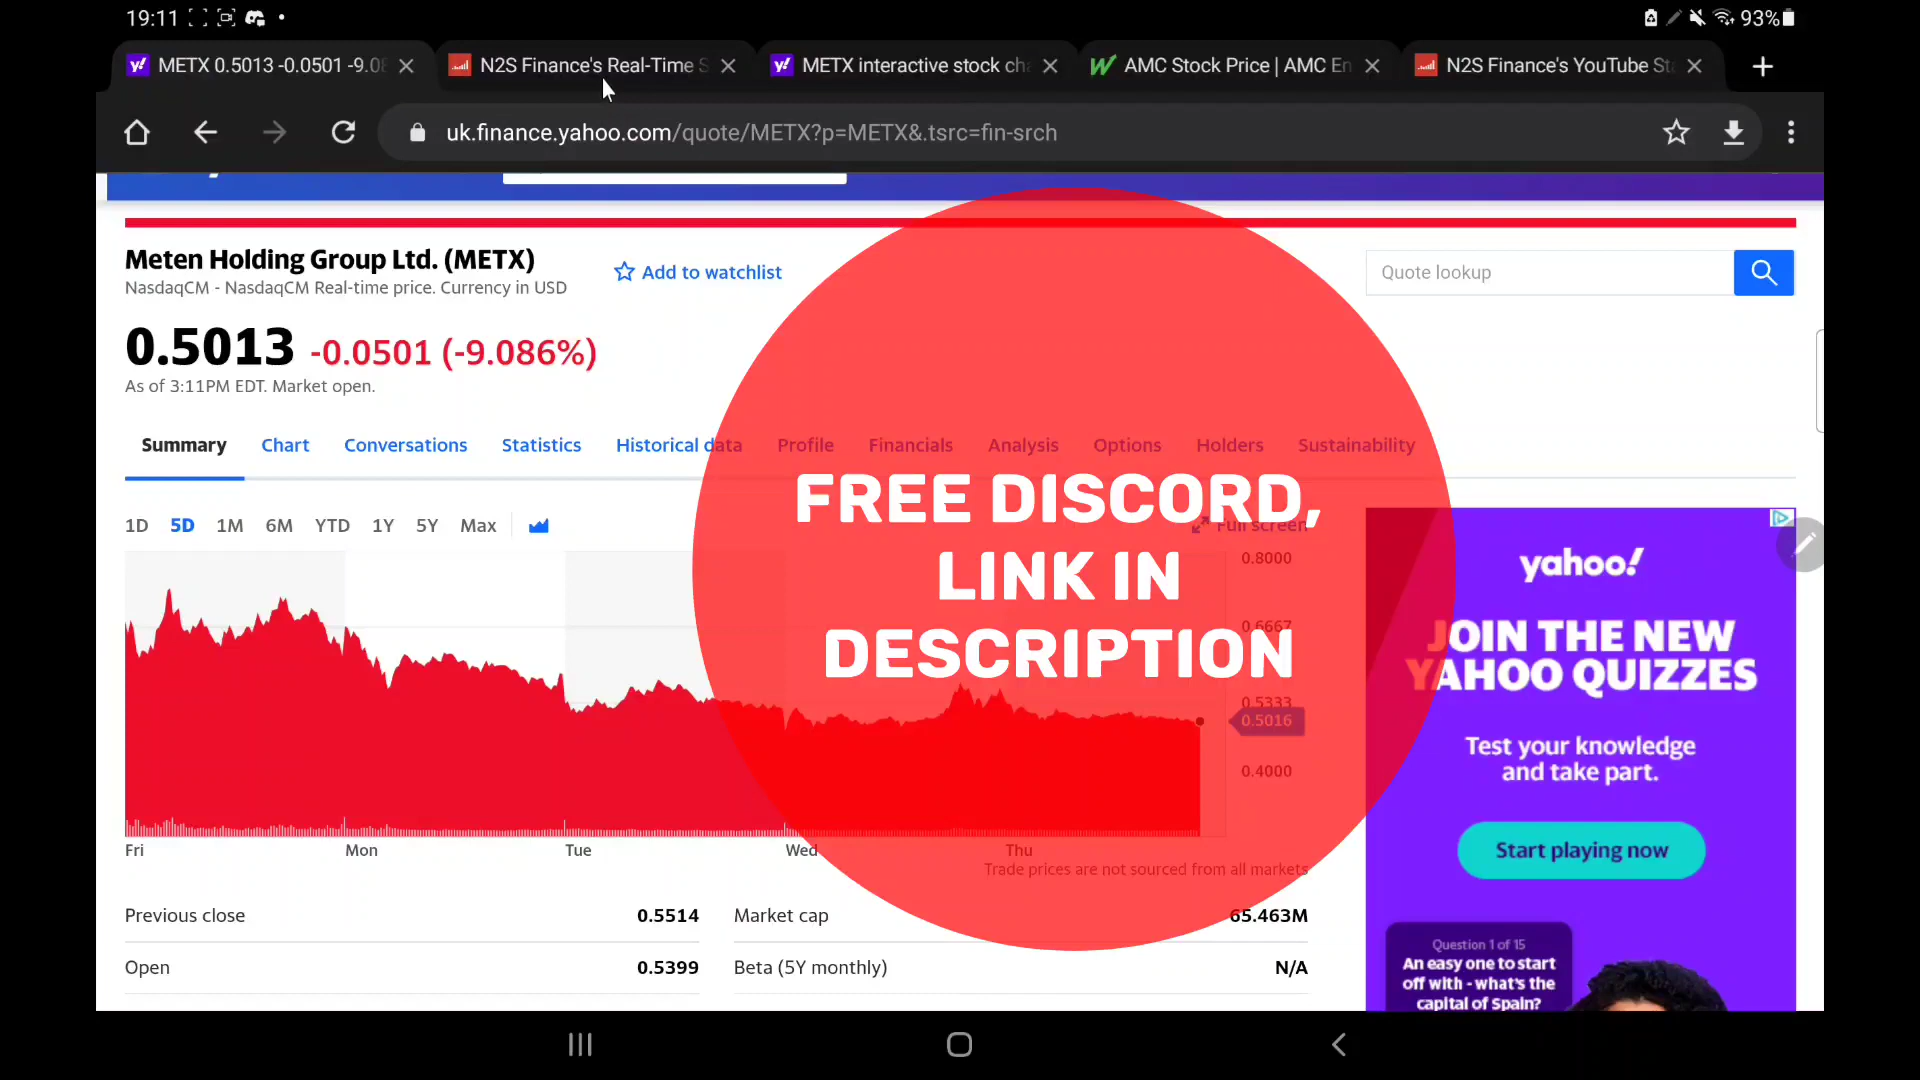 19:11
93%
METX 0.5013 -0.0501 -9.08
N2S Finance's Real-Time S
METX interactive stock cha
AMC Stock Price | AMC En
N2S Finance's YouTube Sta
uk.finance.yahoo.com/quote/METX?p=METX&.tsrc=fin-srch
Meten Holding Group Ltd. (METX)
NasdaqCM - NasdaqCM Real-time price. Currency in USD
Add to watchlist
Quote lookup
0.5013 -0.0501 (-9.086%)
As of 3:11PM EDT. Market open.
Summary Chart Conversations Statistics Historical data Profile Financials Analysis Options Holders Sustainability
1D 5D 1M 6M YTD 1Y 5Y Max
Full screen
FREE DISCORD,
LINK IN
DESCRIPTION
0.8000
0.6667
0.5333
0.5016
0.4000
Fri Mon Tue Wed Thu
Trade prices are not sourced from all markets
Previous close 0.5514
Market cap 65.463M
Open 0.5399
Beta (5Y monthly) N/A
yahoo!
JOIN THE NEW
YAHOO QUIZZES
Test your knowledge
and take part.
Start playing now
Question 1 of 15
An easy one to start
off with - what's the
capital of Spain?